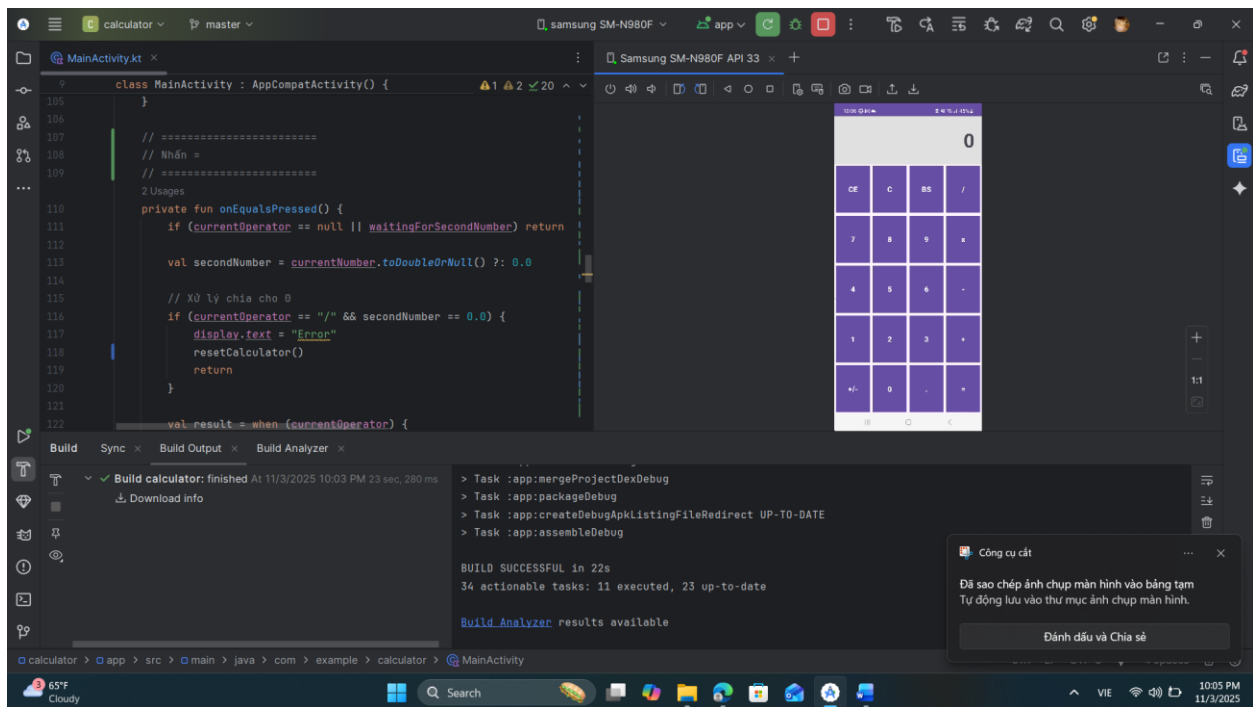 C calculator master samsung SM-N980F app
MainActivity.kt
Samsung SM-N980F API 33
9 class MainActivity : AppCompatActivity() {
1 2 20
105 }
106
107 // ========================
108 // Nhấn =
109 // ========================
2 Usages
110 private fun onEqualsPressed() {
111 if (currentOperator == null || waitingForSecondNumber) return
112
113 val secondNumber = currentNumber.toDoubleOrNull() ?: 0.0
114
115 // Xử lý chia cho 0
116 if (currentOperator == "/" && secondNumber == 0.0) {
117 display.text = "Error"
118 resetCalculator()
119 return
120 }
121
122 val result = when (currentOperator) {
0
CE C BS /
7 8 9 x
4 5 6 -
1 2 3 +
+/- 0 . =
1:1
Build Sync Build Output Build Analyzer
Build calculator: finished At 11/3/2025 10:03 PM 23 sec, 280 ms
Download info
> Task :app:mergeProjectDexDebug
> Task :app:packageDebug
> Task :app:createDebugApkListingFileRedirect UP-TO-DATE
> Task :app:assembleDebug
BUILD SUCCESSFUL in 22s
34 actionable tasks: 11 executed, 23 up-to-date
Build Analyzer results available
Công cụ cắt
Đã sao chép ảnh chụp màn hình vào bảng tạm
Tự động lưu vào thư mục ảnh chụp màn hình.
Đánh dấu và Chia sẻ
calculator > app > src > main > java > com > example > calculator > MainActivity
3
65°F
Cloudy
Search
VIE
10:05 PM
11/3/2025